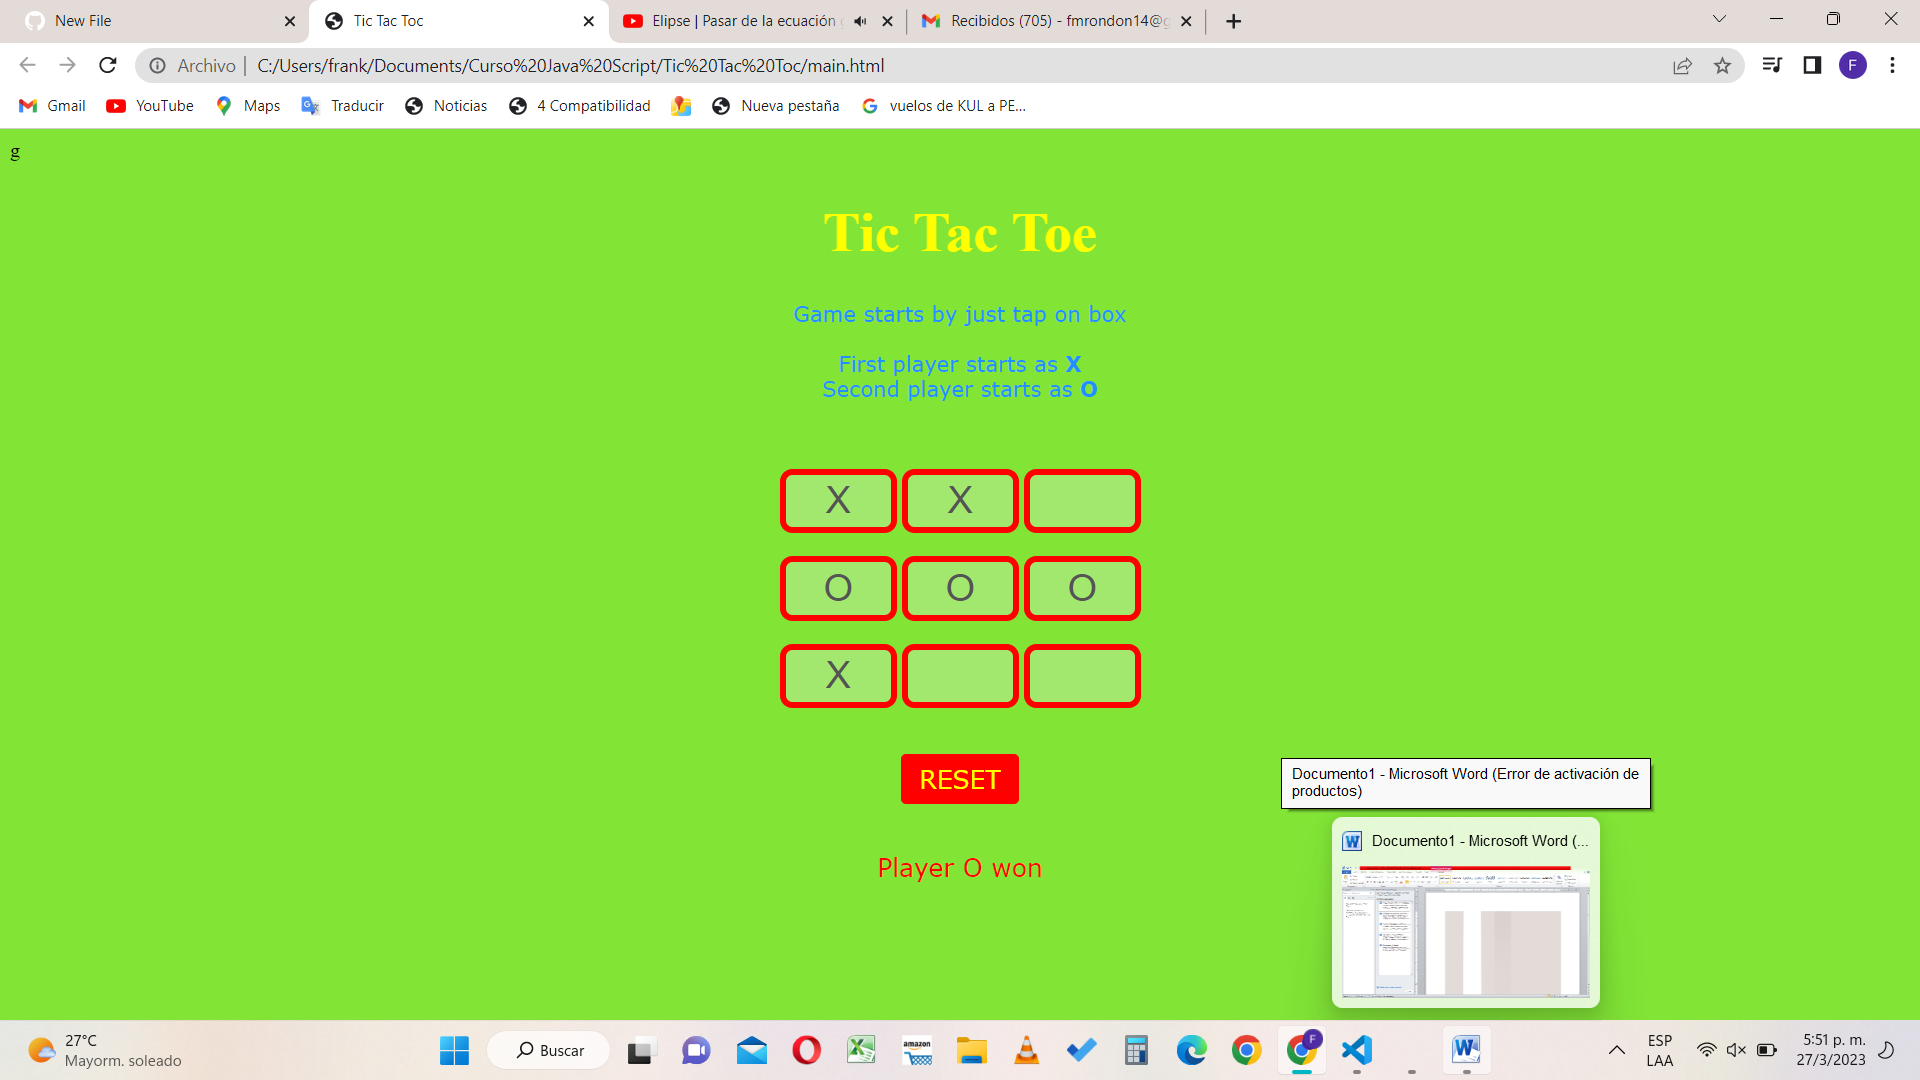 New File
Tic Tac Toc
Elipse | Pasar de la ecuación
Recibidos (705) - fmrondon14@g
Archivo | C:/Users/frank/Documents/Curso%20Java%20Script/Tic%20Tac%20Toc/main.html
F
Gmail
YouTube
Maps
Traducir
Noticias
4 Compatibilidad
Nueva pestaña
vuelos de KUL a PE...
g
Tic Tac Toe
Game starts by just tap on box
First player starts as X
Second player starts as O
X X
O O O
X
RESET
Player O won
Documento1 - Microsoft Word (Error de activación de
productos)
Documento1 - Microsoft Word (...
27°C
Mayorm. soleado
Buscar
amazon
F
ESP
LAA
5:51 p. m.
27/3/2023